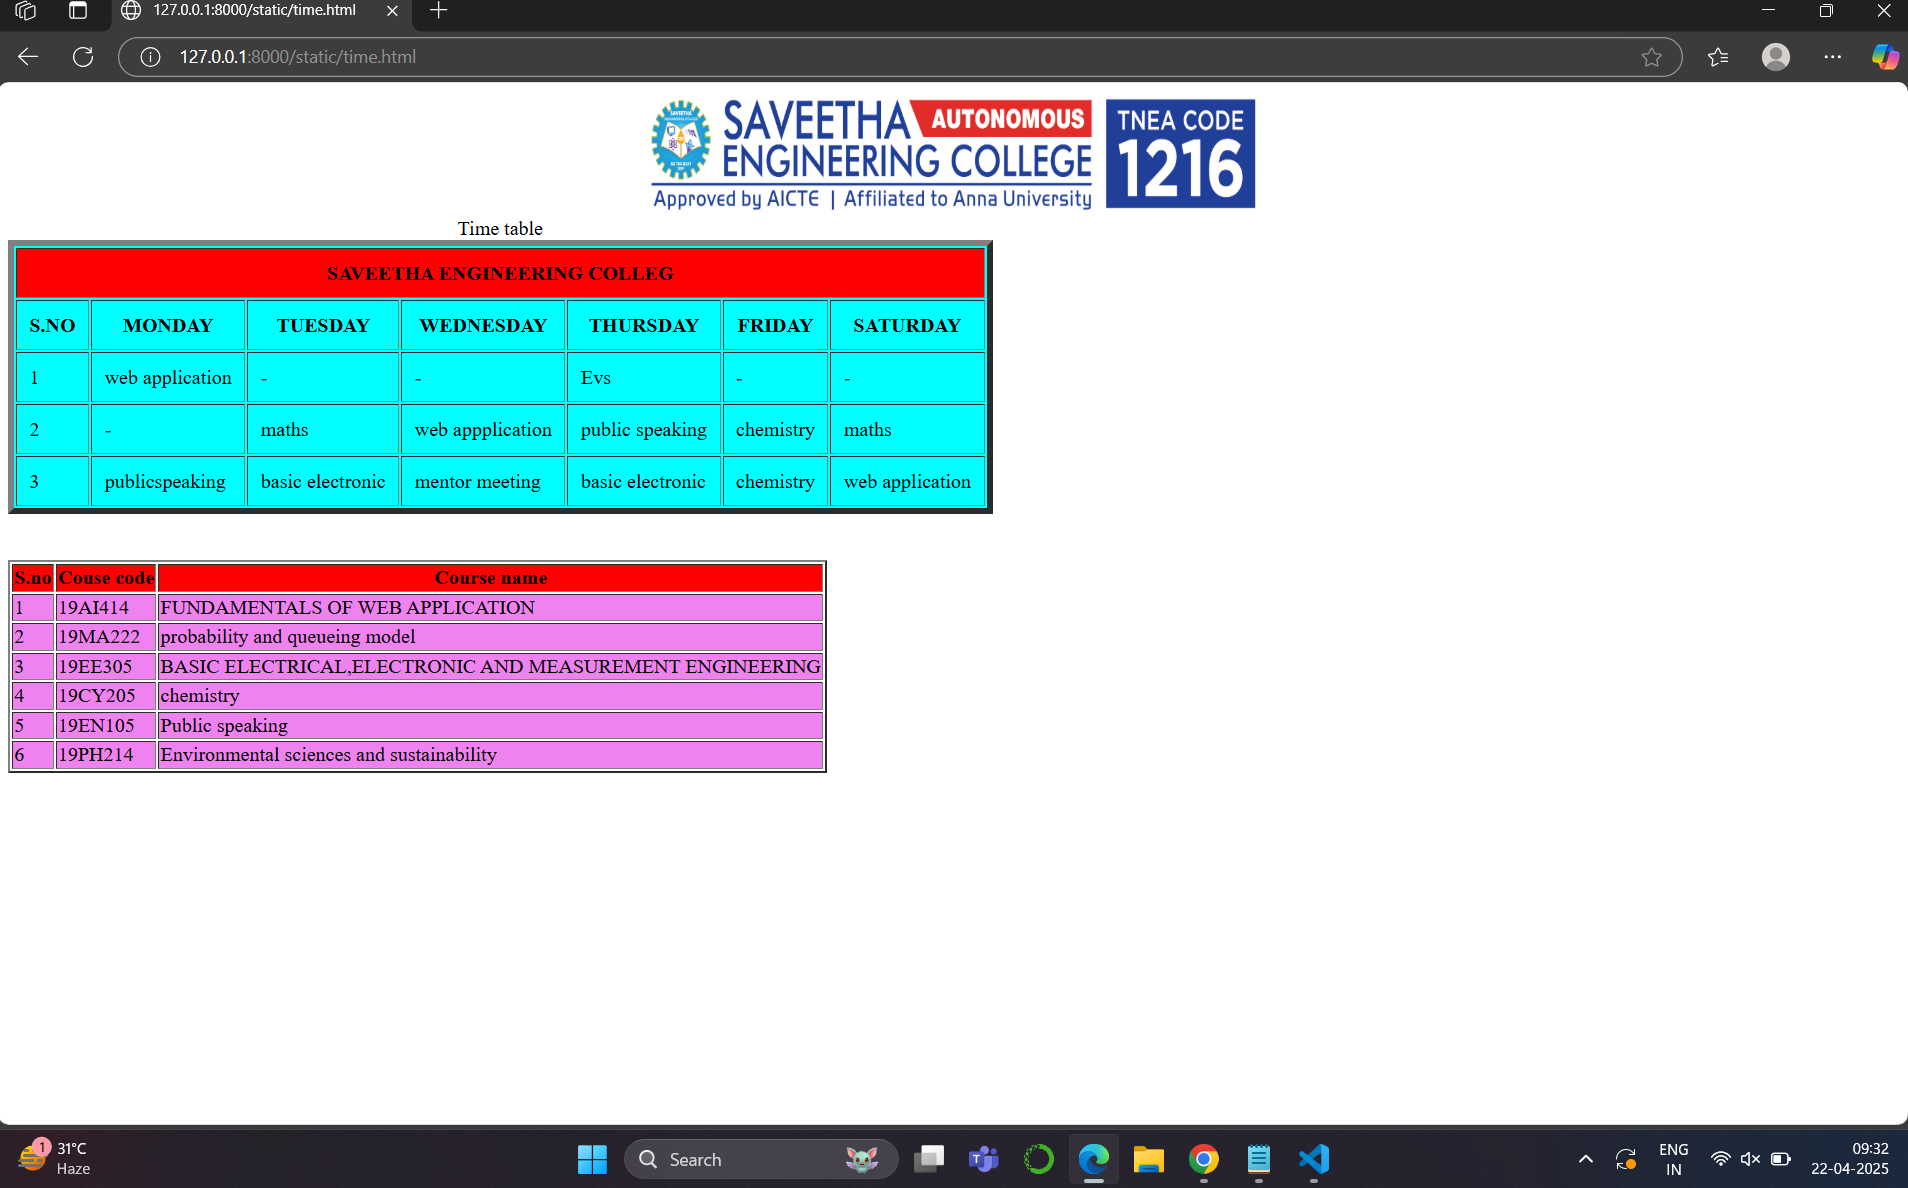 127.0.0.1:8000/static/time.html
127.0.0.1:8000/static/time.html
SAVEETHA AUTONOMOUS
ENGINEERING COLLEGE
Approved by AICTE | Affiliated to Anna University
TNEA CODE
1216
Time table
SAVEETHA ENGINEERING COLLEG
S.NO MONDAY TUESDAY WEDNESDAY THURSDAY FRIDAY SATURDAY
1 web application - - Evs - -
2 - maths web appplication public speaking chemistry maths
3 publicspeaking basic electronic mentor meeting basic electronic chemistry web application
S.no Couse code Course name
1 19AI414 FUNDAMENTALS OF WEB APPLICATION
2 19MA222 probability and queueing model
3 19EE305 BASIC ELECTRICAL,ELECTRONIC AND MEASUREMENT ENGINEERING
4 19CY205 chemistry
5 19EN105 Public speaking
6 19PH214 Environmental sciences and sustainability
1 31°C
Haze
Search
ENG
IN
09:32
22-04-2025